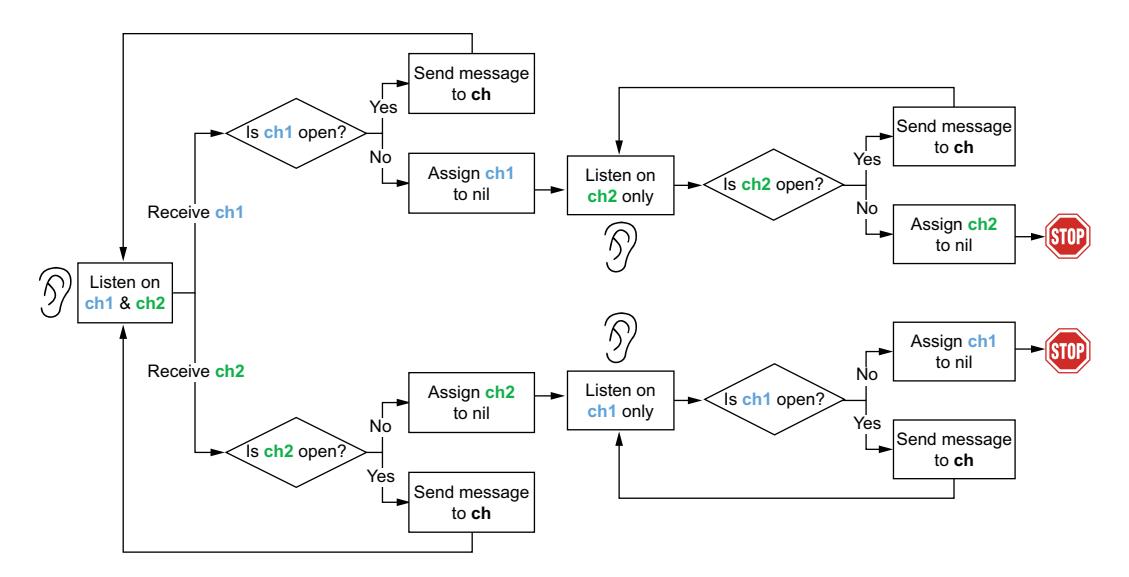 Send message
to ch
Yes
Is ch1 open?
No
Assign ch1
to nil
Receive ch1
Listen on
ch2 only
Is ch2 open?
Send message
to ch
Yes
No
Assign ch2
to nil
STOP
Listen on
ch1 & ch2
Receive ch2
Assign ch2
to nil
No
Is ch2 open?
Yes
Send message
to ch
Listen on
ch1 only
Is ch1 open?
Assign ch1
to nil
STOP
No
Yes
Send message
to ch